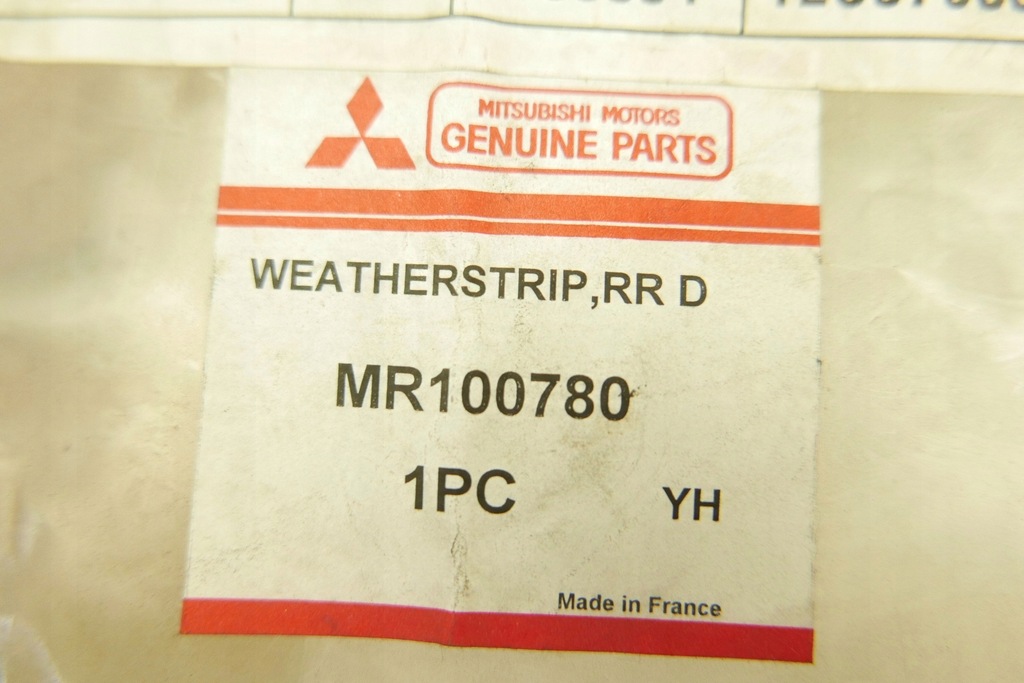 MITSUBISHI MOTORS
GENUINE PARTS
WEATHERSTRIP,RR D
MR100780
1PC YH
Made in France